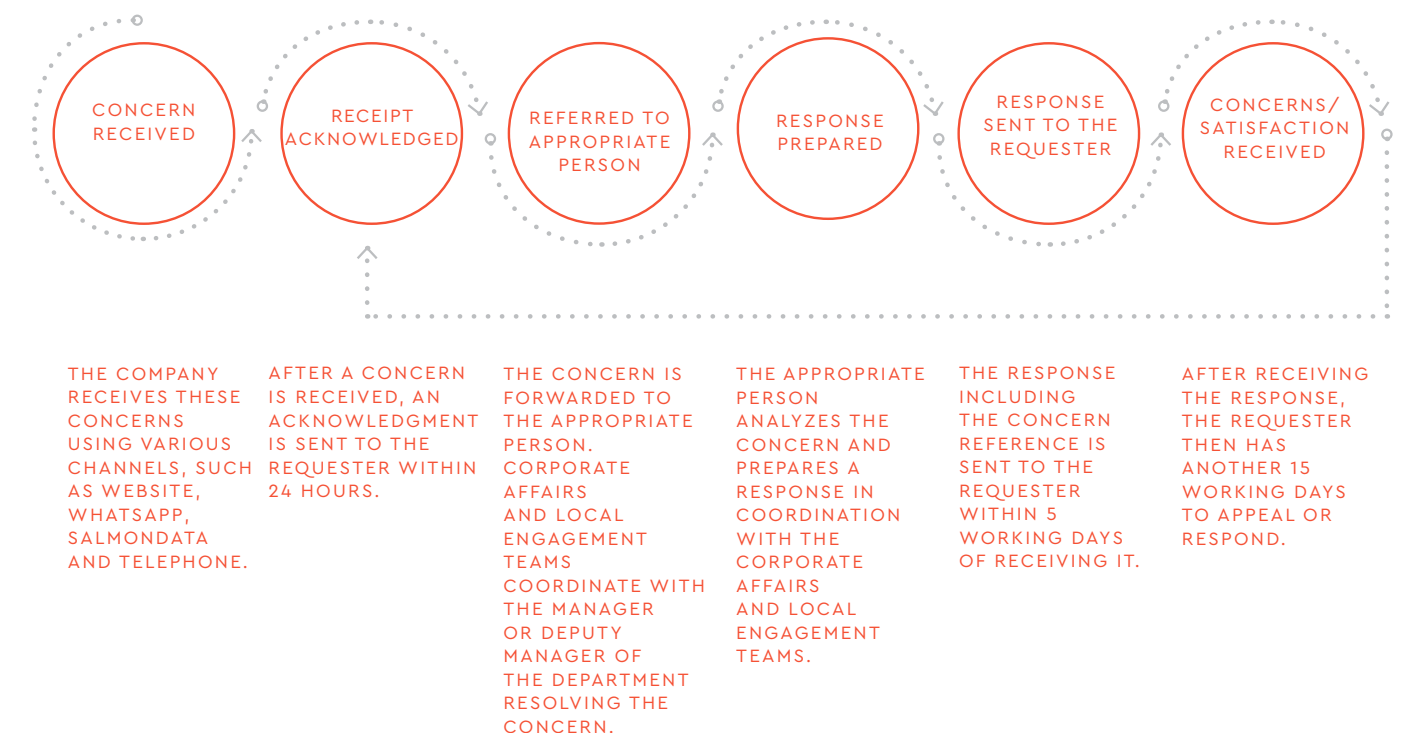 CONCERN
RECEIVED
RECEIPT
ACKNOWLEDGED
REFERRED TO
APPROPRIATE
PERSON
RESPONSE
PREPARED
RESPONSE
SENT TO THE
REQUESTER
CONCERNS/
SATISFACTION
RECEIVED
THE COMPANY
RECEIVES THESE
CONCERNS
USING VARIOUS
CHANNELS, SUCH
AS WEBSITE,
WHATSAPP,
SALMONDATA
AND TELEPHONE.
AFTER A CONCERN
IS RECEIVED, AN
ACKNOWLEDGMENT
IS SENT TO THE
REQUESTER WITHIN
24 HOURS.
THE CONCERN IS
FORWARDED TO
THE APPROPRIATE
PERSON.
CORPORATE
AFFAIRS
AND LOCAL
ENGAGEMENT
TEAMS
COORDINATE WITH
THE MANAGER
OR DEPUTY
MANAGER OF
THE DEPARTMENT
RESOLVING THE
CONCERN.
THE APPROPRIATE
PERSON
ANALYZES THE
CONCERN AND
PREPARES A
RESPONSE IN
COORDINATION
WITH THE
CORPORATE
AFFAIRS
AND LOCAL
ENGAGEMENT
TEAMS.
THE RESPONSE
INCLUDING
THE CONCERN
REFERENCE IS
SENT TO THE
REQUESTER
WITHIN 5
WORKING DAYS
OF RECEIVING IT.
AFTER RECEIVING
THE RESPONSE,
THE REQUESTER
THEN HAS
ANOTHER 15
WORKING DAYS
TO APPEAL OR
RESPOND.